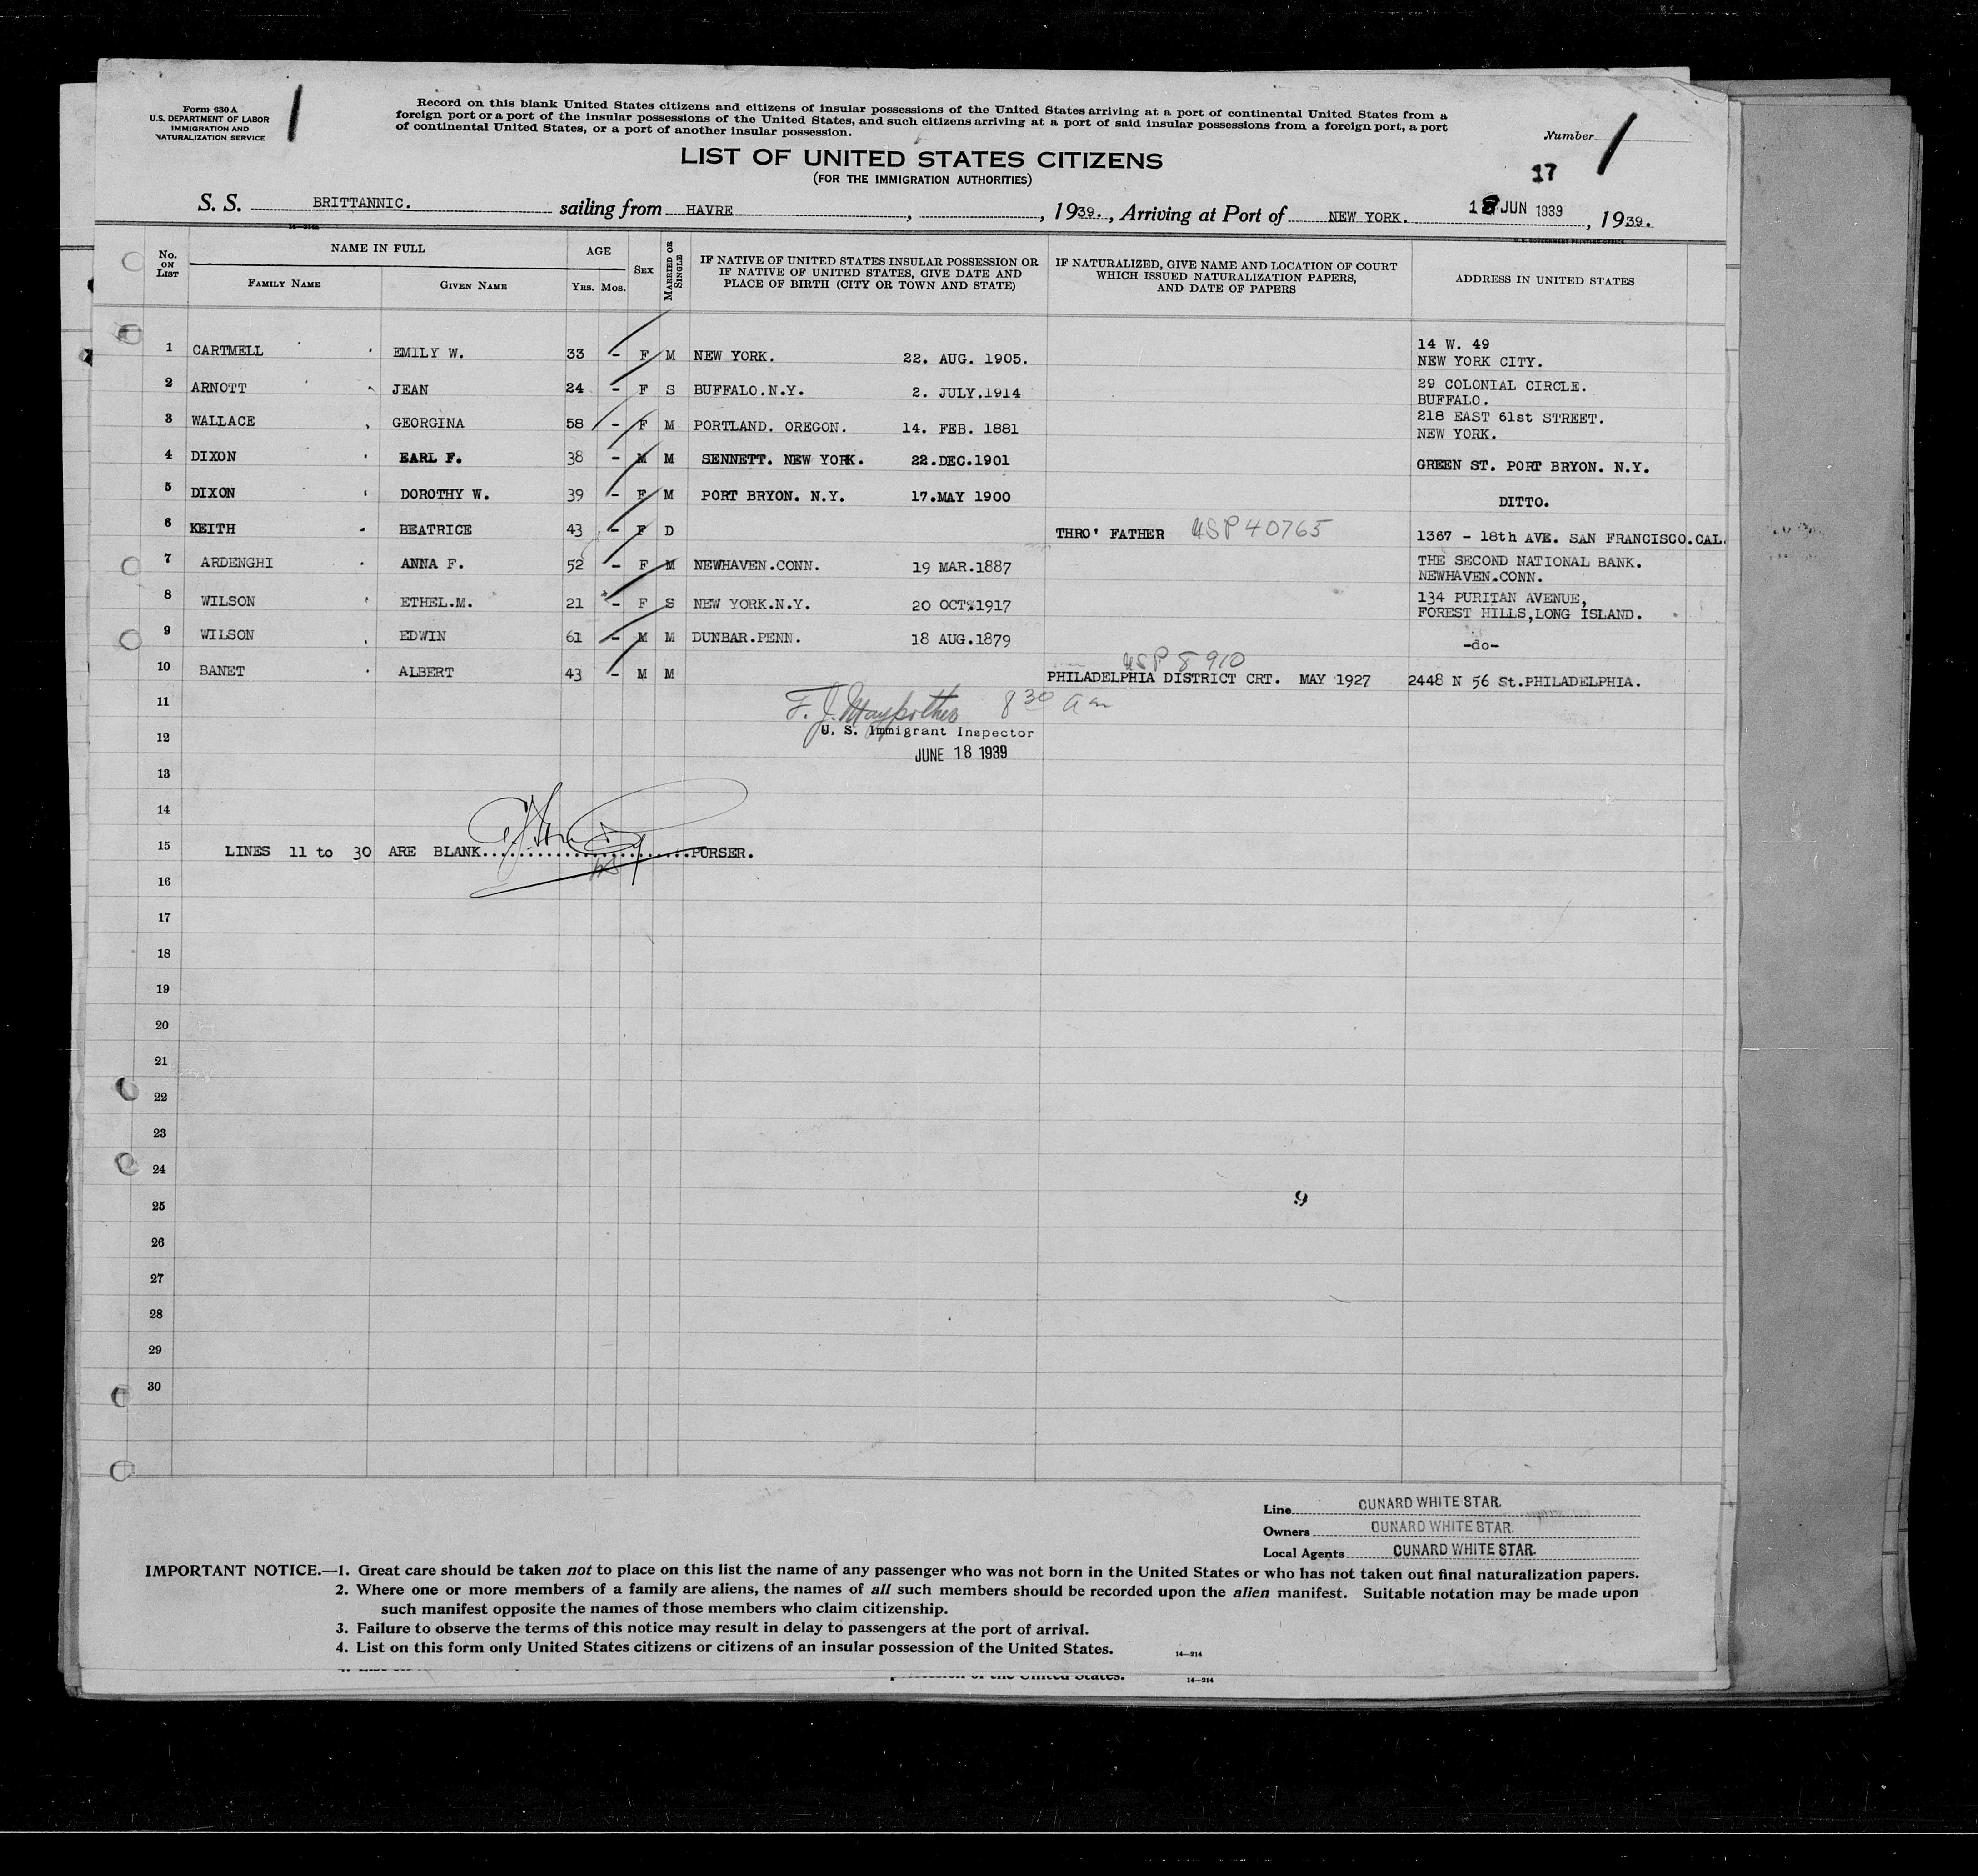 Form 630 A
U.S. DEPARTMENT OF LABOR
IMMIGRATION AND
NATURALIZATION SERVICE
1
Record on this blank United States citizens and citizens of insular possessions of the United States arriving at a port of continental United States from a
foreign port or a port of the insular possessions of the United States, and such citizens arriving at a port of said insular possessions from a foreign port, a port
of continental United States, or a port of another insular possession.
Number 1
LIST OF UNITED STATES CITIZENS
(FOR THE IMMIGRATION AUTHORITIES)
17
S. S. BRITTANNIC. sailing from HAVRE , , 1939. , Arriving at Port of NEW YORK. 18 JUN 1939 , 1939.
14—214a
U. S. GOVERNMENT PRINTING OFFICE
No. ON LIST
NAME IN FULL
FAMILY NAME GIVEN NAME
AGE
YRS. MOS.
SEX
MARRIED OR SINGLE
IF NATIVE OF UNITED STATES INSULAR POSSESSION OR
IF NATIVE OF UNITED STATES, GIVE DATE AND
PLACE OF BIRTH (CITY OR TOWN AND STATE)
IF NATURALIZED, GIVE NAME AND LOCATION OF COURT
WHICH ISSUED NATURALIZATION PAPERS,
AND DATE OF PAPERS
ADDRESS IN UNITED STATES
1 CARTMELL EMILY W. 33 - F M NEW YORK. 22. AUG. 1905. 14 W. 49
NEW YORK CITY.
2 ARNOTT JEAN 24 - F S BUFFALO.N.Y. 2. JULY.1914 29 COLONIAL CIRCLE.
BUFFALO.
3 WALLACE GEORGINA 58 - F M PORTLAND. OREGON. 14. FEB. 1881 218 EAST 61st STREET.
NEW YORK.
4 DIXON EARL F. 38 - M M SENNETT. NEW YORK. 22.DEC.1901 GREEN ST. PORT BRYON. N.Y.
5 DIXON DOROTHY W. 39 - F M PORT BRYON. N.Y. 17.MAY 1900 DITTO.
6 KEITH BEATRICE 43 - F D THRO' FATHER USP 40765 1367 - 18th AVE. SAN FRANCISCO.CAL.
7 ARDENGHI ANNA F. 52 - F M NEWHAVEN.CONN. 19 MAR.1887 THE SECOND NATIONAL BANK.
NEWHAVEN.CONN.
8 WILSON ETHEL.M. 21 - F S NEW YORK.N.Y. 20 OCT.1917 134 PURITAN AVENUE,
FOREST HILLS,LONG ISLAND.
9 WILSON EDWIN 61 - M M DUNBAR.PENN. 18 AUG.1879 -do-
USP 8910
10 BANET ALBERT 43 - M M PHILADELPHIA DISTRICT CRT. MAY 1927 2448 N 56 St.PHILADELPHIA.
11 F. J. 8 30 am
12 U. S. Immigrant Inspector
JUNE 18 1939
13
14
15 LINES 11 to 30 ARE BLANK......................PURSER.
16
17
18
19
20
21
22
23
24
25 9
26
27
28
29
30
Line CUNARD WHITE STAR.
Owners CUNARD WHITE STAR.
Local Agents CUNARD WHITE STAR.
IMPORTANT NOTICE.—1. Great care should be taken not to place on this list the name of any passenger who was not born in the United States or who has not taken out final naturalization papers.
2. Where one or more members of a family are aliens, the names of all such members should be recorded upon the alien manifest. Suitable notation may be made upon
such manifest opposite the names of those members who claim citizenship.
3. Failure to observe the terms of this notice may result in delay to passengers at the port of arrival.
4. List on this form only United States citizens or citizens of an insular possession of the United States.
14—214
possession of the United States.
14—214